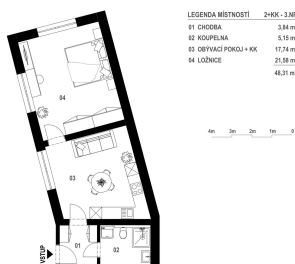 LEGENDA MÍSTNOSTÍ 2+KK - 3.NP
01 CHODBA 3,84 m
02 KOUPELNA 5,15 m
03 OBÝVACÍ POKOJ + KK 17,74 m
04 LOŽNICE 21,58 m
48,31 m
4m 3m 2m 1m 0
04
03
01
02
VSTUP